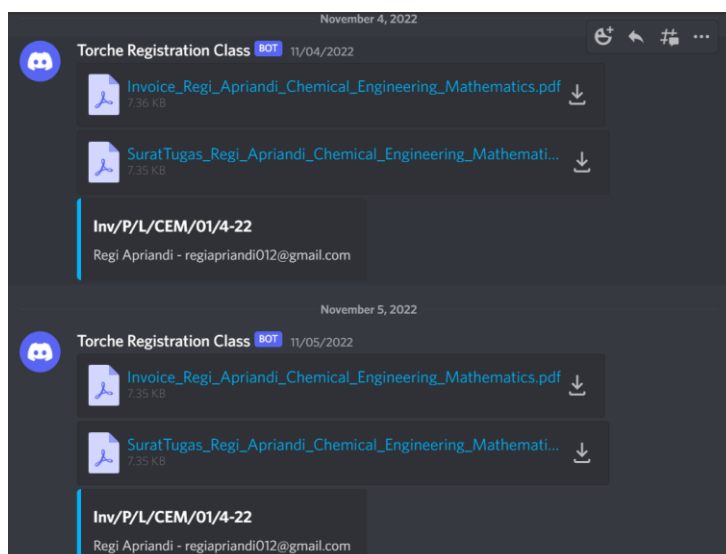 November 4, 2022
Torche Registration Class BOT 11/04/2022
Invoice_Regi_Apriandi_Chemical_Engineering_Mathematics.pdf
7.36 KB
SuratTugas_Regi_Apriandi_Chemical_Engineering_Mathemati...
7.35 KB
Inv/P/L/CEM/01/4-22
Regi Apriandi - regiapriandi012@gmail.com
November 5, 2022
Torche Registration Class BOT 11/05/2022
Invoice_Regi_Apriandi_Chemical_Engineering_Mathematics.pdf
7.35 KB
SuratTugas_Regi_Apriandi_Chemical_Engineering_Mathemati...
7.35 KB
Inv/P/L/CEM/01/4-22
Regi Apriandi - regiapriandi012@gmail.com